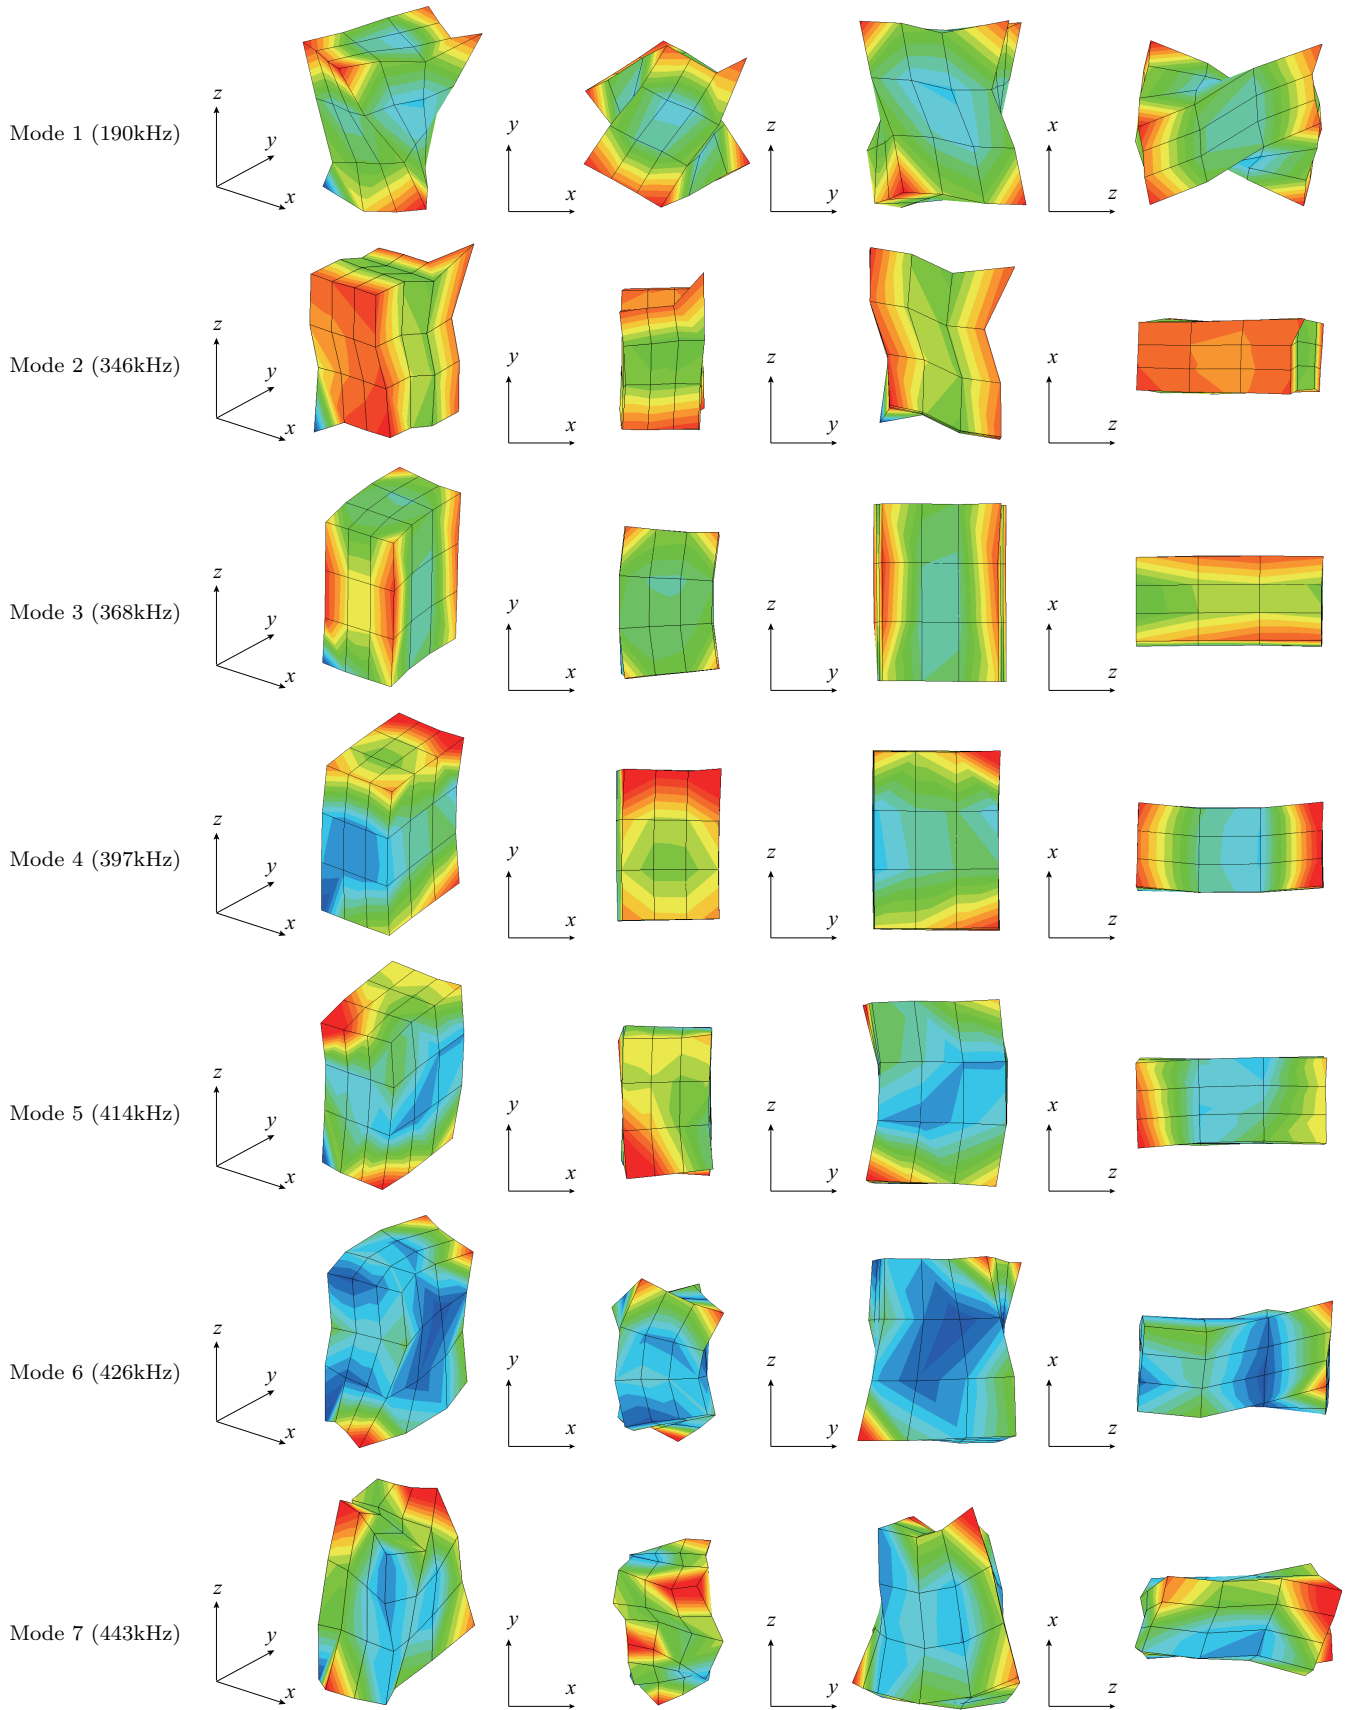 Mode 1 (190kHz)
z y x
y x
z y
x z
Mode 2 (346kHz)
z y x
y x
z y
x z
Mode 3 (368kHz)
z y x
y x
z y
x z
Mode 4 (397kHz)
z y x
y x
z y
x z
Mode 5 (414kHz)
z y x
y x
z y
x z
Mode 6 (426kHz)
z y x
y x
z y
x z
Mode 7 (443kHz)
z y x
y x
z y
x z